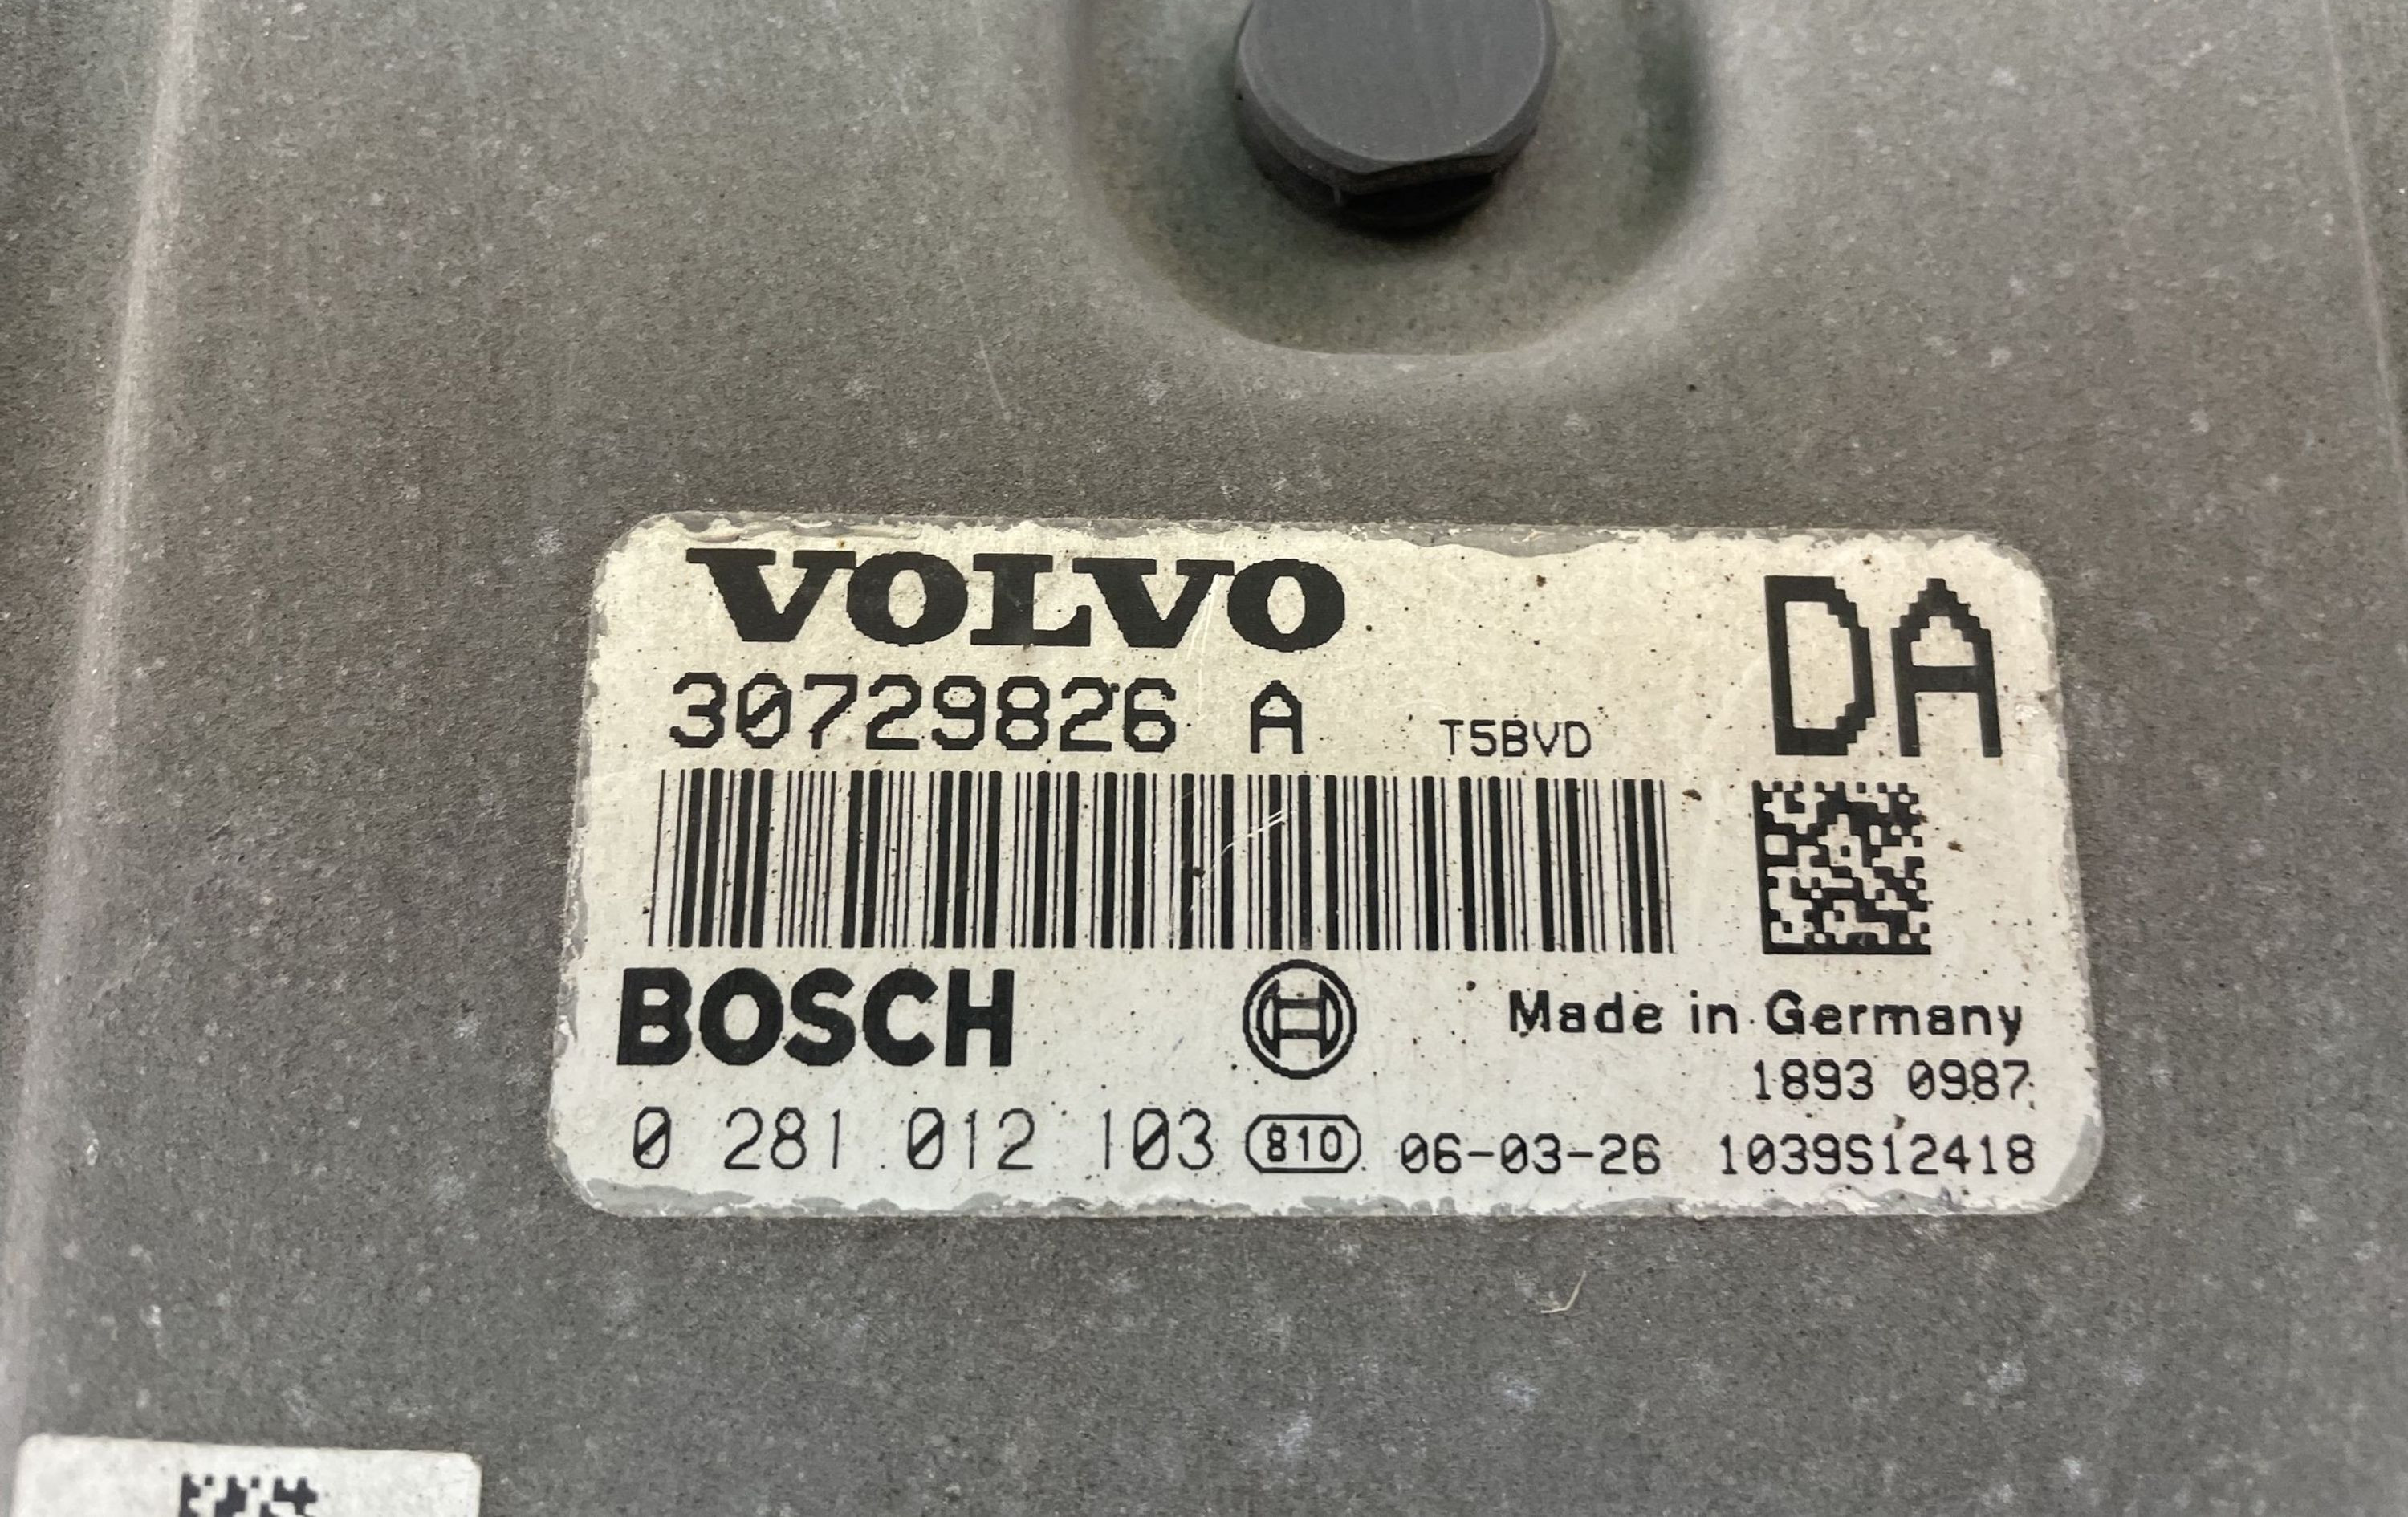 VOLVO
DA
30729826 A T5BVD
BOSCH
Made in Germany
1893 0987
0 281 012 103 810 06-03-26 1039S12418